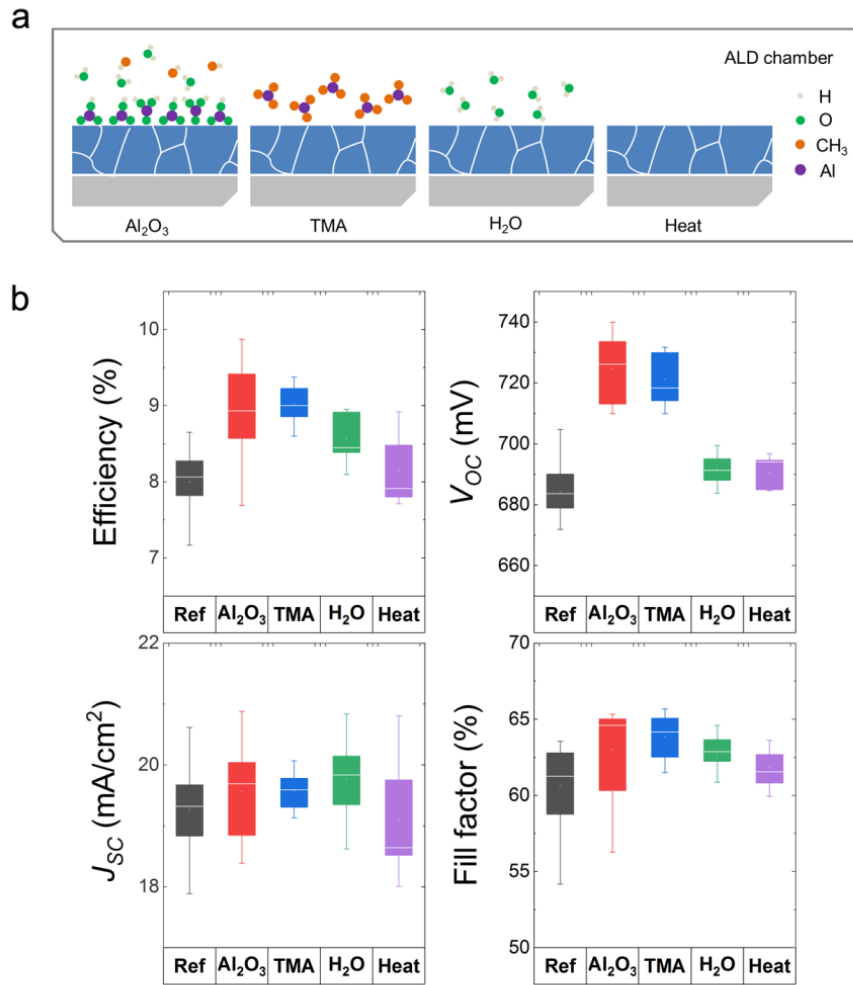 a
ALD chamber
H
O
CH₃
Al
Al₂O₃ TMA H₂O Heat
b
Efficiency (%)
10
9
8
7
Ref Al₂O₃ TMA H₂O Heat
V_OC (mV)
740
720
700
680
660
Ref Al₂O₃ TMA H₂O Heat
J_SC (mA/cm²)
22
20
18
Ref Al₂O₃ TMA H₂O Heat
Fill factor (%)
70
65
60
55
50
Ref Al₂O₃ TMA H₂O Heat